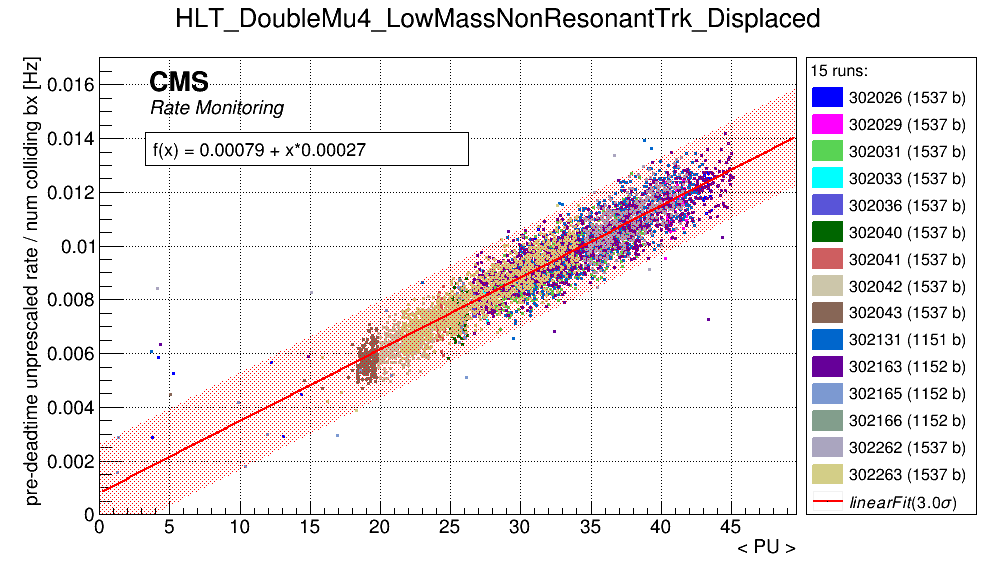 HLT_DoubleMu4_LowMassNonResonantTrk_Displaced
pre-deadtime unprescaled rate / num colliding bx [Hz]
CMS
Rate Monitoring
f(x) = 0.00079 + x*0.00027
0.016
0.014
0.012
0.01
0.008
0.006
0.004
0.002
0
0 5 10 15 20 25 30 35 40 45
< PU >
15 runs:
302026 (1537 b)
302029 (1537 b)
302031 (1537 b)
302033 (1537 b)
302036 (1537 b)
302040 (1537 b)
302041 (1537 b)
302042 (1537 b)
302043 (1537 b)
302131 (1151 b)
302163 (1152 b)
302165 (1152 b)
302166 (1152 b)
302262 (1537 b)
302263 (1537 b)
linearFit(3.0σ)